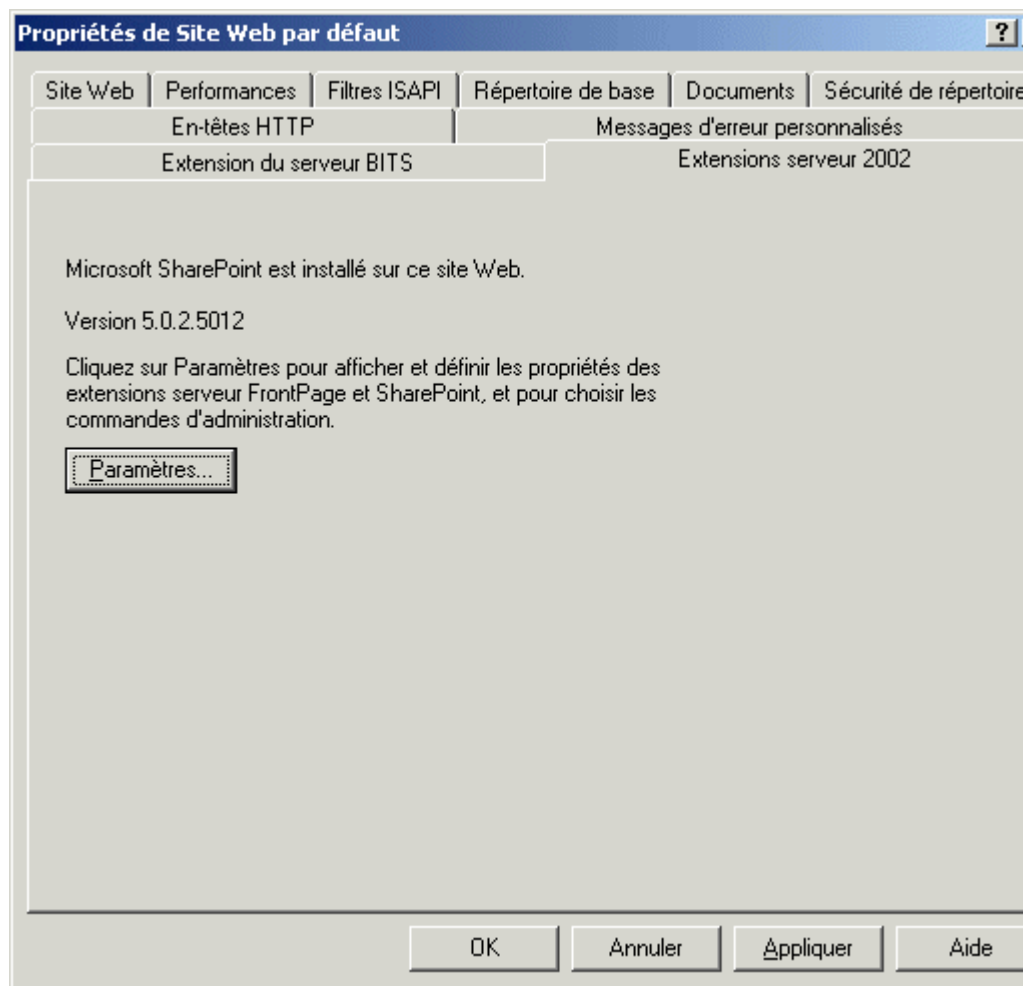 Propriétés de Site Web par défaut
?
Site Web Performances Filtres ISAPI Répertoire de base Documents Sécurité de répertoire
En-têtes HTTP Messages d'erreur personnalisés
Extension du serveur BITS Extensions serveur 2002
Microsoft SharePoint est installé sur ce site Web.
Version 5.0.2.5012
Cliquez sur Paramètres pour afficher et définir les propriétés des
extensions serveur FrontPage et SharePoint, et pour choisir les
commandes d'administration.
Paramètres...
OK Annuler Appliquer Aide